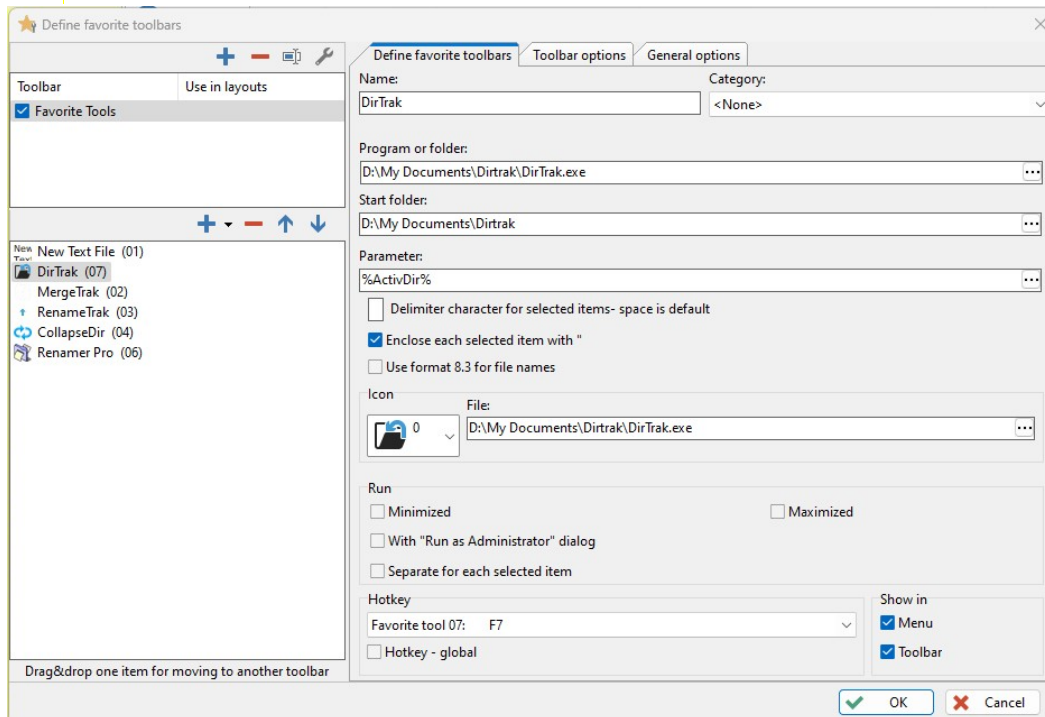 Define favorite toolbars
Toolbar Use in layouts
Favorite Tools
New Text File (01)
DirTrak (07)
MergeTrak (02)
RenameTrak (03)
CollapseDir (04)
Renamer Pro (06)
Drag&drop one item for moving to another toolbar
Define favorite toolbars Toolbar options General options
Name: Category:
DirTrak <None>
Program or folder:
D:\My Documents\Dirtrak\DirTrak.exe ...
Start folder:
D:\My Documents\Dirtrak ...
Parameter:
%ActivDir% ...
Delimiter character for selected items- space is default
Enclose each selected item with "
Use format 8.3 for file names
Icon
File:
0 D:\My Documents\Dirtrak\DirTrak.exe ...
Run
Minimized Maximized
With "Run as Administrator" dialog
Separate for each selected item
Hotkey Show in
Favorite tool 07: F7 Menu
Hotkey - global Toolbar
OK Cancel